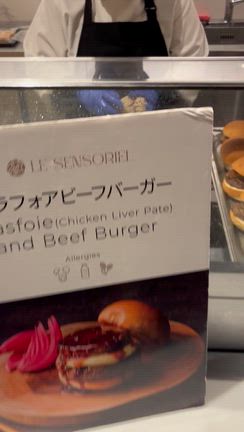 LE SENSORIEL
ラフォアビーフバーガー
asfoie (Chicken Liver Pate)
and Beef Burger
Allergies